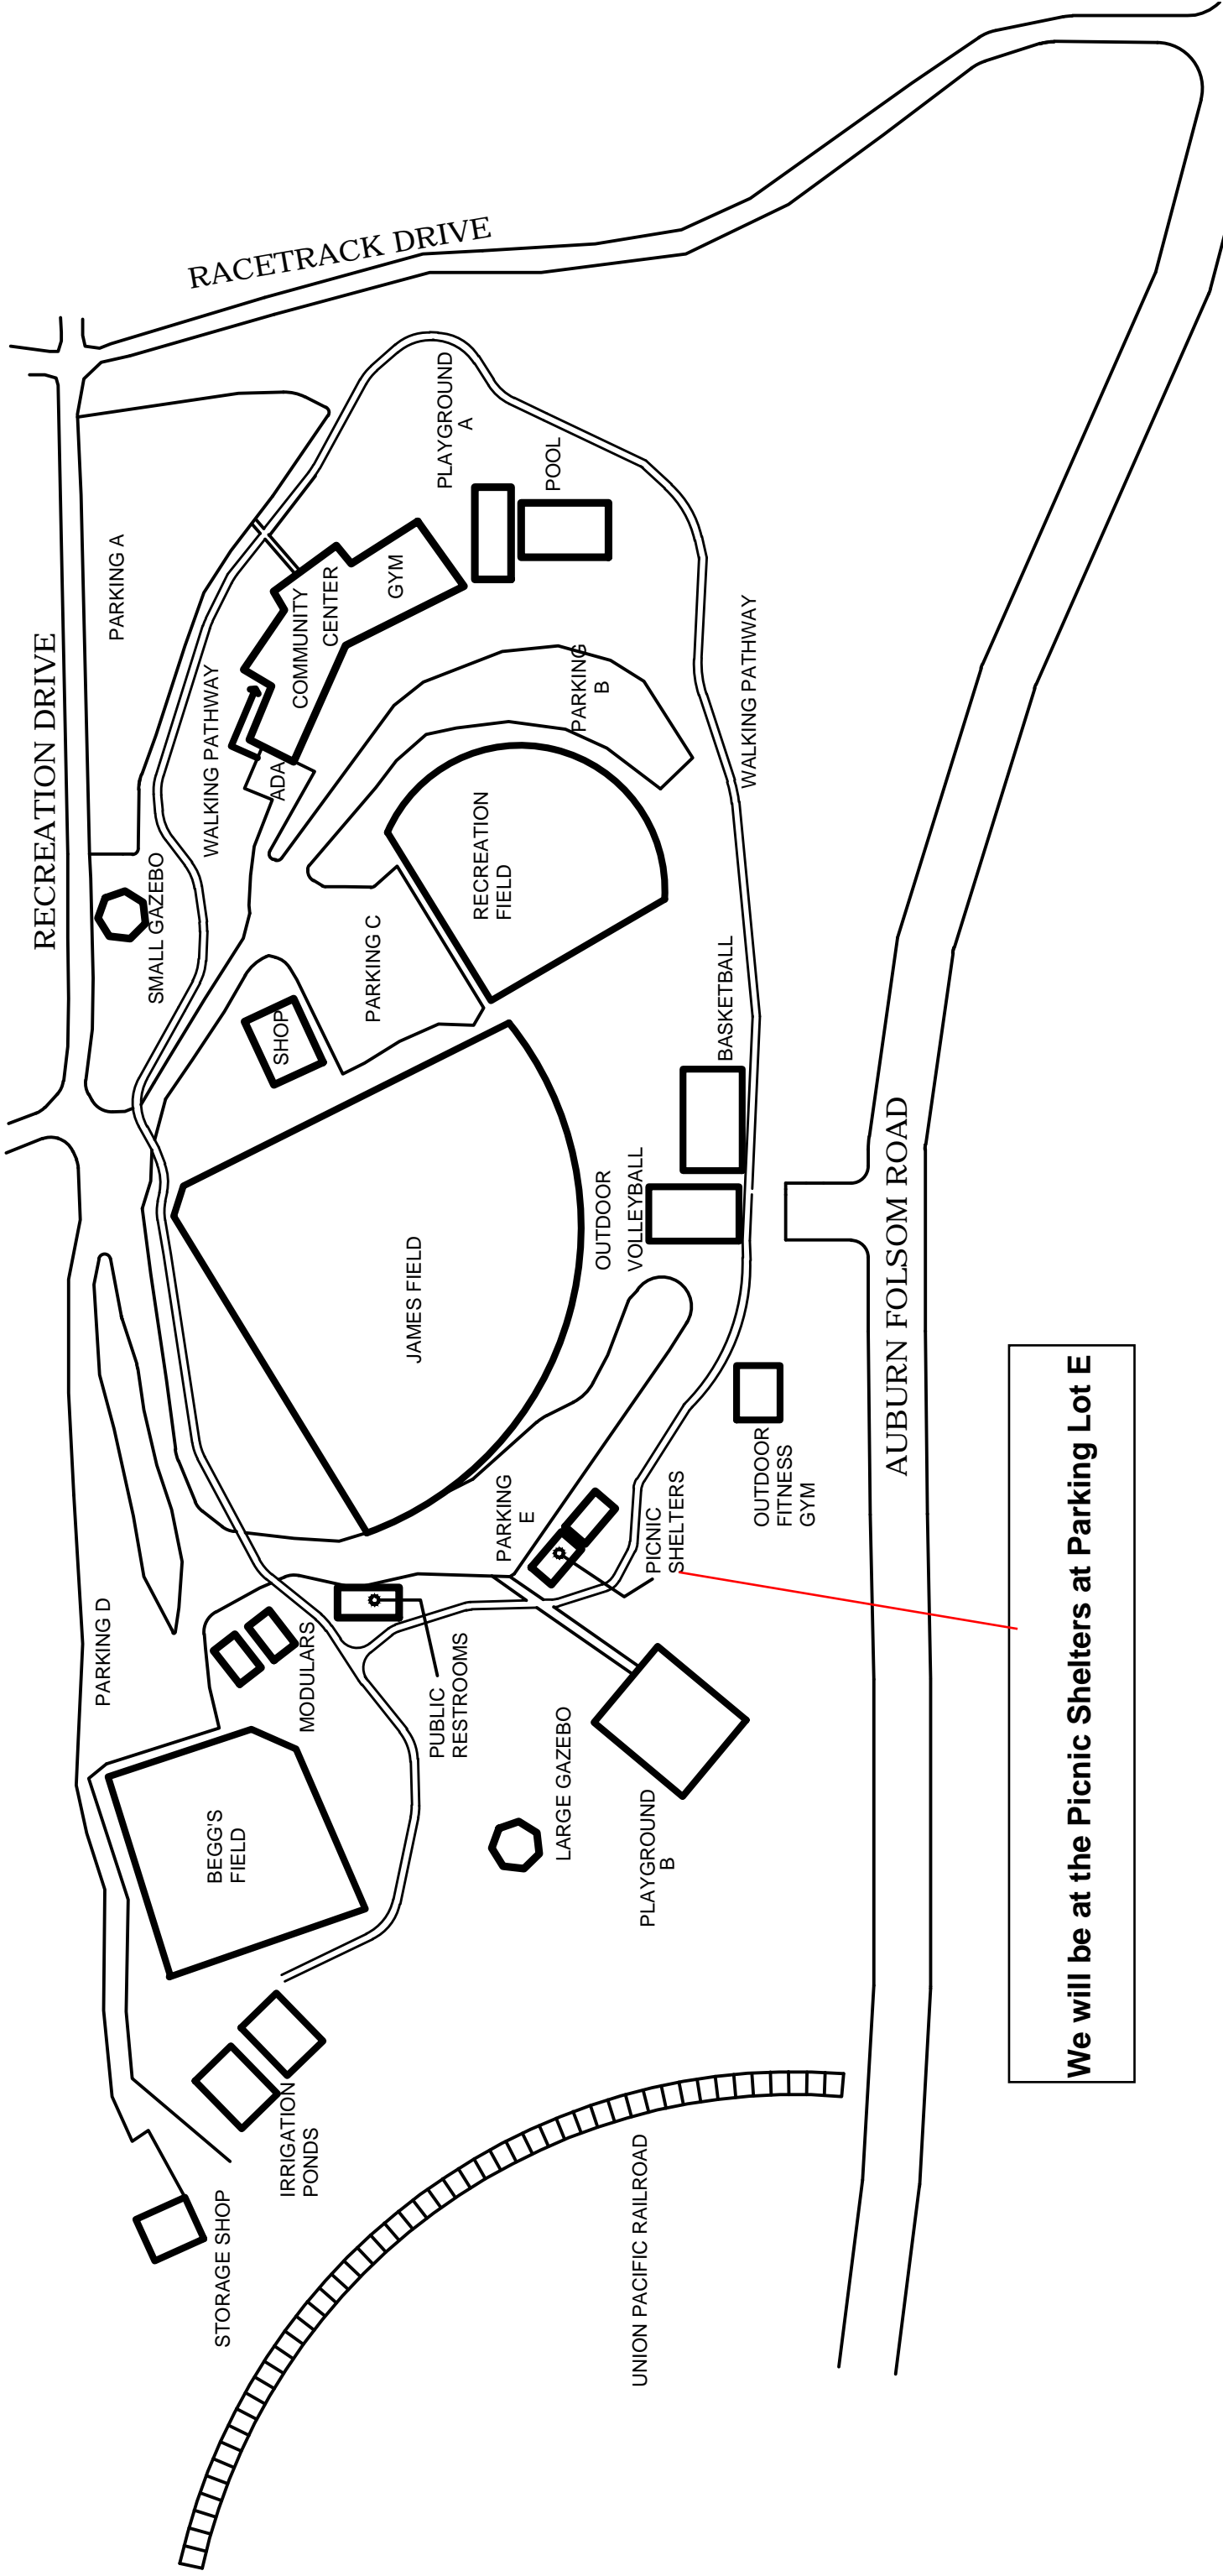 RECREATION DRIVE
RACETRACK DRIVE
PARKING A
SMALL GAZEBO
WALKING PATHWAY
ADA
COMMUNITY
CENTER
GYM
PLAYGROUND
A
POOL
PARKING
B
WALKING PATHWAY
RECREATION
FIELD
PARKING C
SHOP
BASKETBALL
OUTDOOR
VOLLEYBALL
JAMES FIELD
AUBURN FOLSOM ROAD
OUTDOOR
FITNESS
GYM
PARKING
E
PICNIC
SHELTERS
PARKING D
MODULARS
PUBLIC
RESTROOMS
LARGE GAZEBO
PLAYGROUND
B
BEGG'S
FIELD
IRRIGATION
PONDS
STORAGE SHOP
UNION PACIFIC RAILROAD
We will be at the Picnic Shelters at Parking Lot E